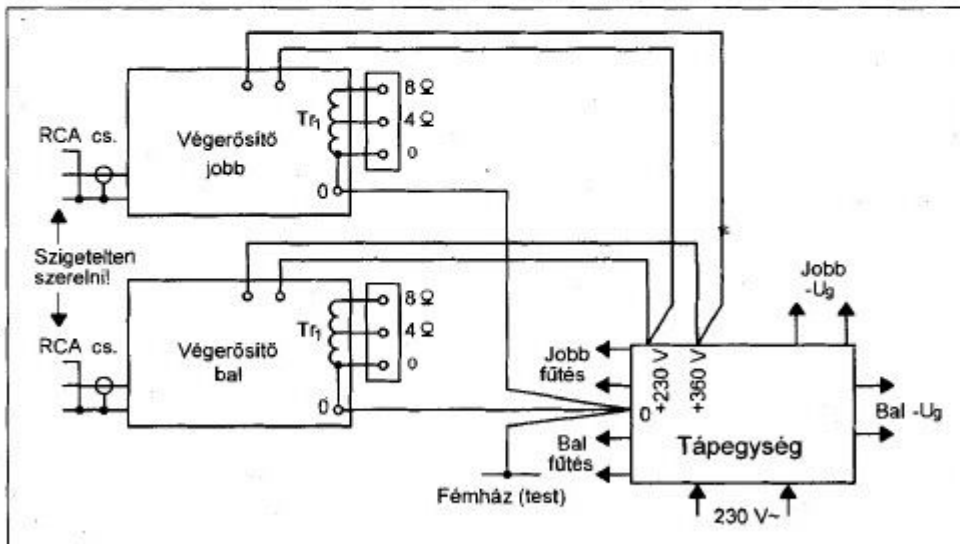 RCA cs.
Végerősítő
jobb
Tr1
8 Ω
4 Ω
0
0
Szigetelten
szerelni!
RCA cs.
Végerősítő
bal
Tr1
8 Ω
4 Ω
0
0
Jobb
-Ug
Jobb
fűtés
+230 V
+360 V
0
Bal -Ug
Bal
fűtés
Tápegység
Fémház (test)
230 V~